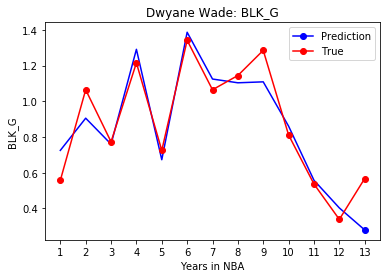 Dwyane Wade: BLK_G
Prediction
True
BLK_G
1.4
1.2
1.0
0.8
0.6
0.4
1 2 3 4 5 6 7 8 9 10 11 12 13
Years in NBA